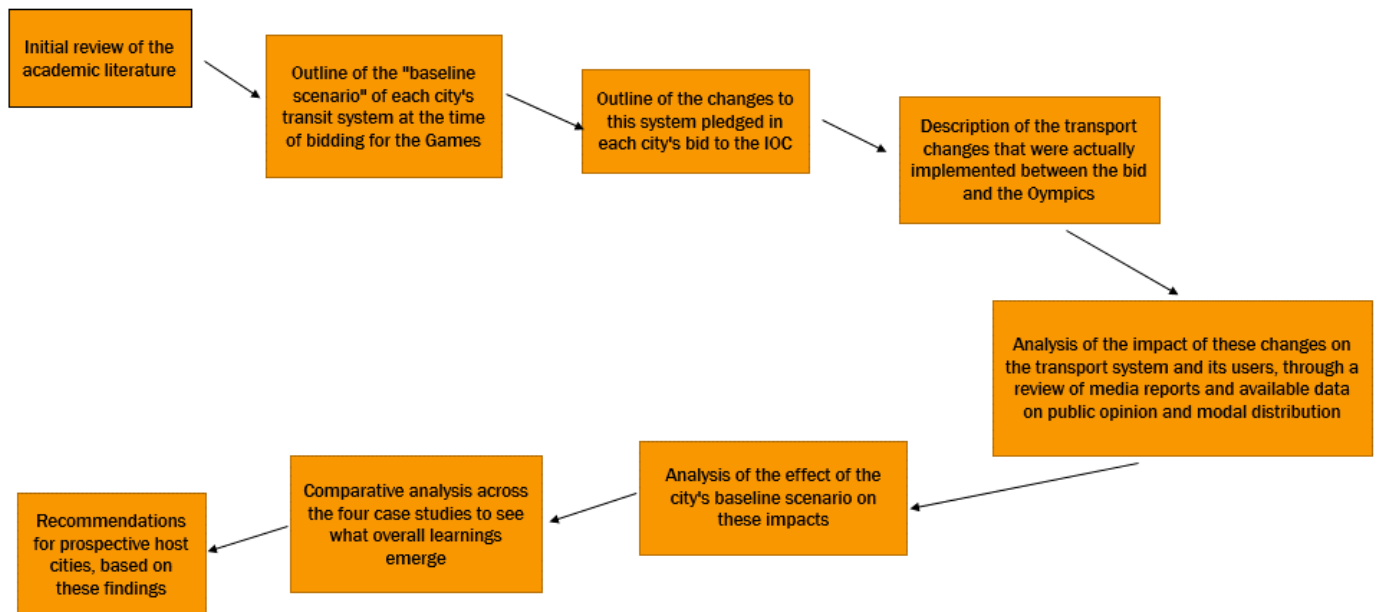 Initial review of the
academic literature
Outline of the "baseline
scenario" of each city's
transit system at the time
of bidding for the Games
Outline of the changes to
this system pledged in
each city's bid to the IOC
Description of the transport
changes that were actually
implemented between the bid
and the Oympics
Analysis of the impact of these changes on
the transport system and its users, through a
review of media reports and available data
on public opinion and modal distribution
Analysis of the effect of the
city's baseline scenario on
these impacts
Comparative analysis across
the four case studies to see
what overall learnings
emerge
Recommendations
for prospective host
cities, based on
these findings